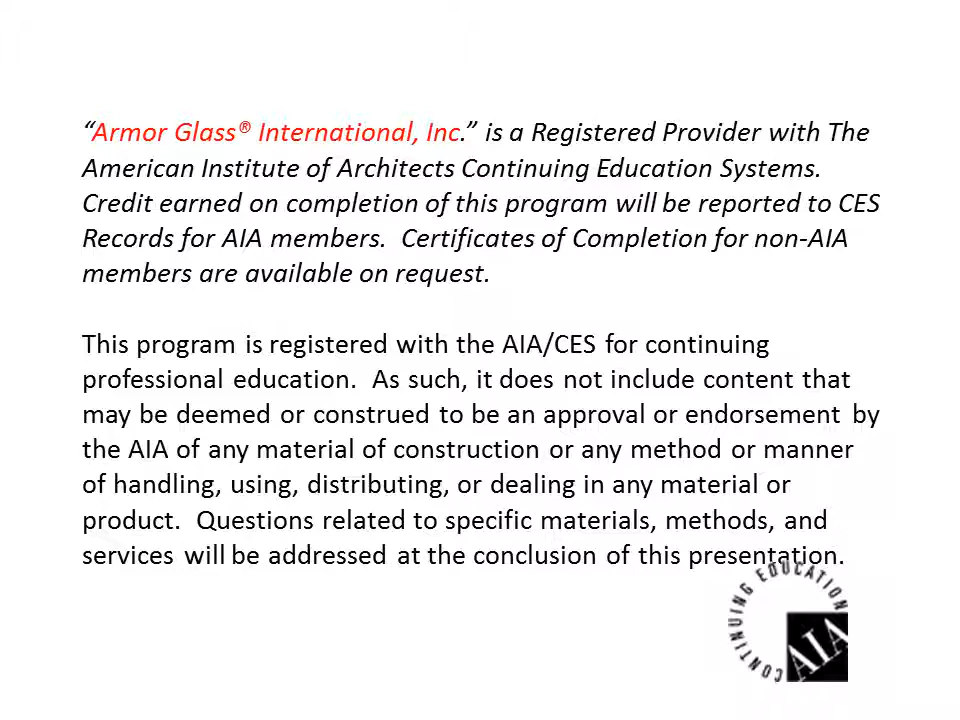 “Armor Glass® International, Inc.” is a Registered Provider with The
American Institute of Architects Continuing Education Systems.
Credit earned on completion of this program will be reported to CES
Records for AIA members.  Certificates of Completion for non-AIA
members are available on request.
This program is registered with the AIA/CES for continuing
professional education.  As such, it does not include content that
may be deemed or construed to be an approval or endorsement by
the AIA of any material of construction or any method or manner
of handling, using, distributing, or dealing in any material or
product.  Questions related to specific materials, methods, and
services will be addressed at the conclusion of this presentation.
CONTINUING EDUCATION
AIA